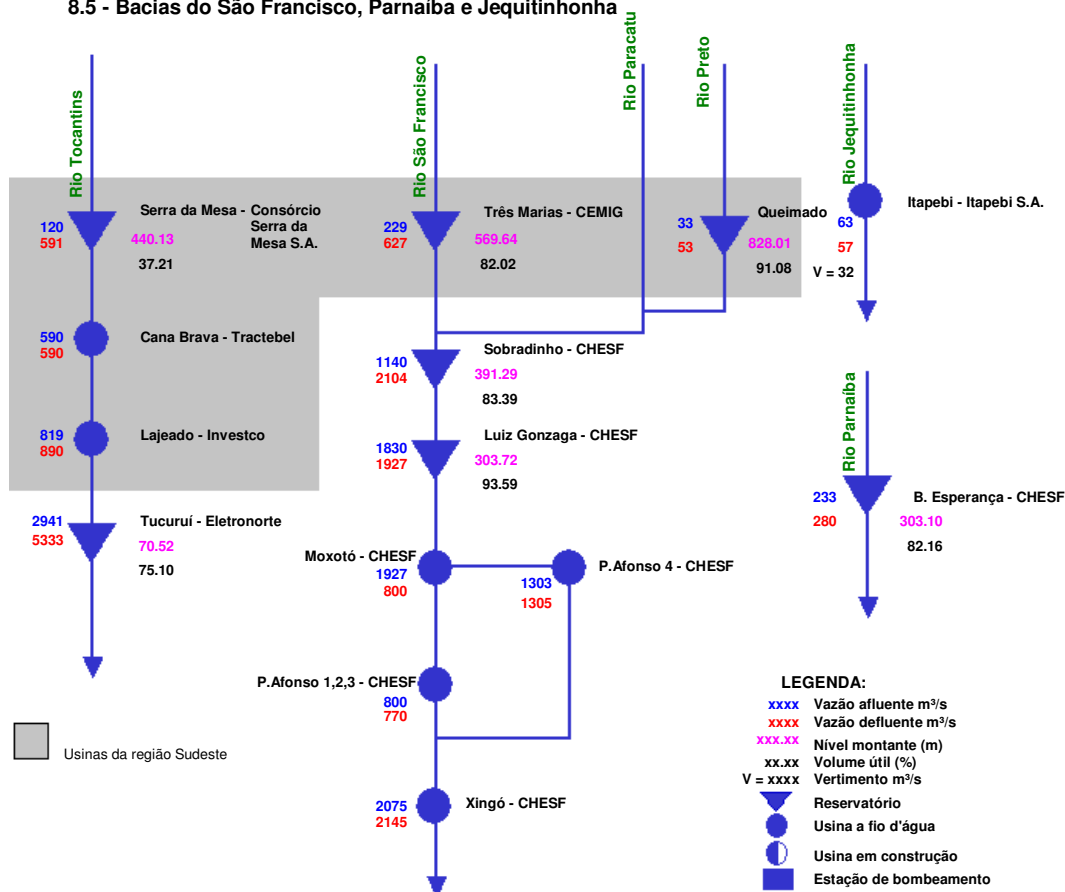 8.5 - Bacias do São Francisco, Parnaíba e Jequitinhonha
Rio Tocantins
Rio São Francisco
Rio Paracatu
Rio Preto
Rio Jequitinhonha
120
591
Serra da Mesa - Consórcio
Serra da
Mesa S.A.
440.13
37.21
229
627
Três Marias - CEMIG
569.64
82.02
33
53
Queimado
828.01
91.08
63
57
V = 32
Itapebi - Itapebi S.A.
590
590
Cana Brava - Tractebel
1140
2104
Sobradinho - CHESF
391.29
83.39
819
890
Lajeado - Investco
1830
1927
Luiz Gonzaga - CHESF
303.72
93.59
Rio Parnaíba
233
280
B. Esperança - CHESF
303.10
82.16
2941
5333
Tucuruí - Eletronorte
70.52
75.10
Moxotó - CHESF
1927
800
1303
1305
P.Afonso 4 - CHESF
P.Afonso 1,2,3 - CHESF
800
770
Usinas da região Sudeste
2075
2145
Xingó - CHESF
LEGENDA:
xxxx Vazão afluente m³/s
xxxx Vazão defluente m³/s
xxx.xx Nível montante (m)
xx.xx Volume útil (%)
V = xxxx Vertimento m³/s
Reservatório
Usina a fio d'água
Usina em construção
Estação de bombeamento